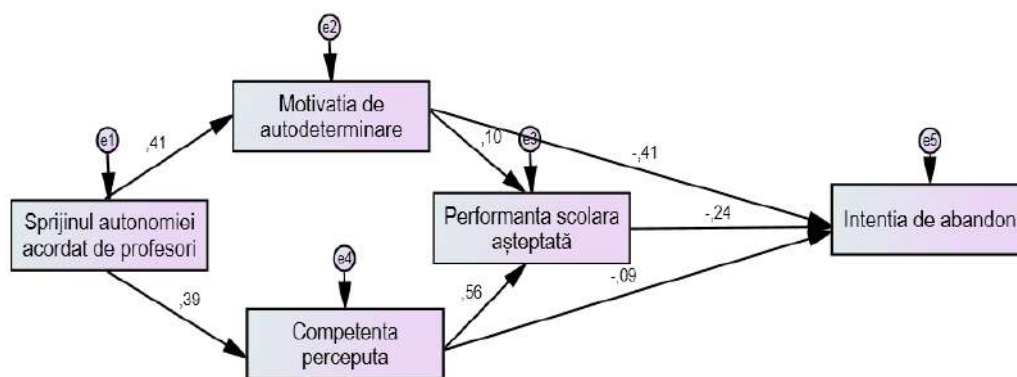 e2
Motivatia de
autodeterminare
e1
,41
,10
e3
-,41
e5
Sprijinul autonomiei
acordat de profesori
Performanta scolara
așteptată
-,24
Intentia de abandon
e4
,39
,56
-,09
Competenta
perceputa